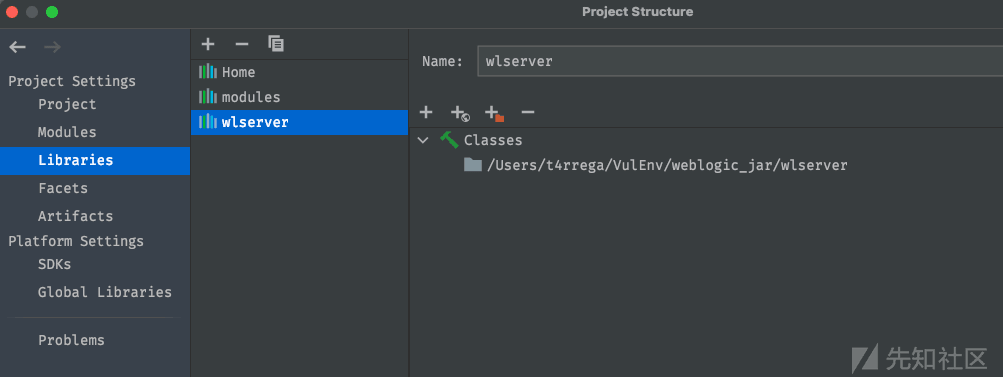 Project Structure
Project Settings
Project
Modules
Libraries
Facets
Artifacts
Platform Settings
SDKs
Global Libraries
Problems
Home
modules
wlserver
Name: wlserver
Classes
/Users/t4rrega/VulEnv/weblogic_jar/wlserver
先知社区